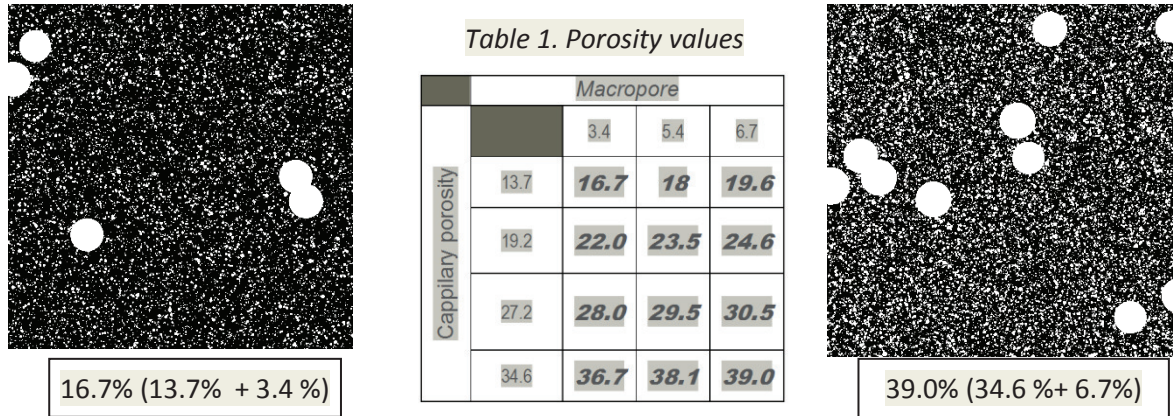 Table 1. Porosity values
Macropore
3.4 5.4 6.7
Cappilary porosity
13.7 16.7 18 19.6
19.2 22.0 23.5 24.6
27.2 28.0 29.5 30.5
34.6 36.7 38.1 39.0
16.7% (13.7% + 3.4 %)
39.0% (34.6 %+ 6.7%)